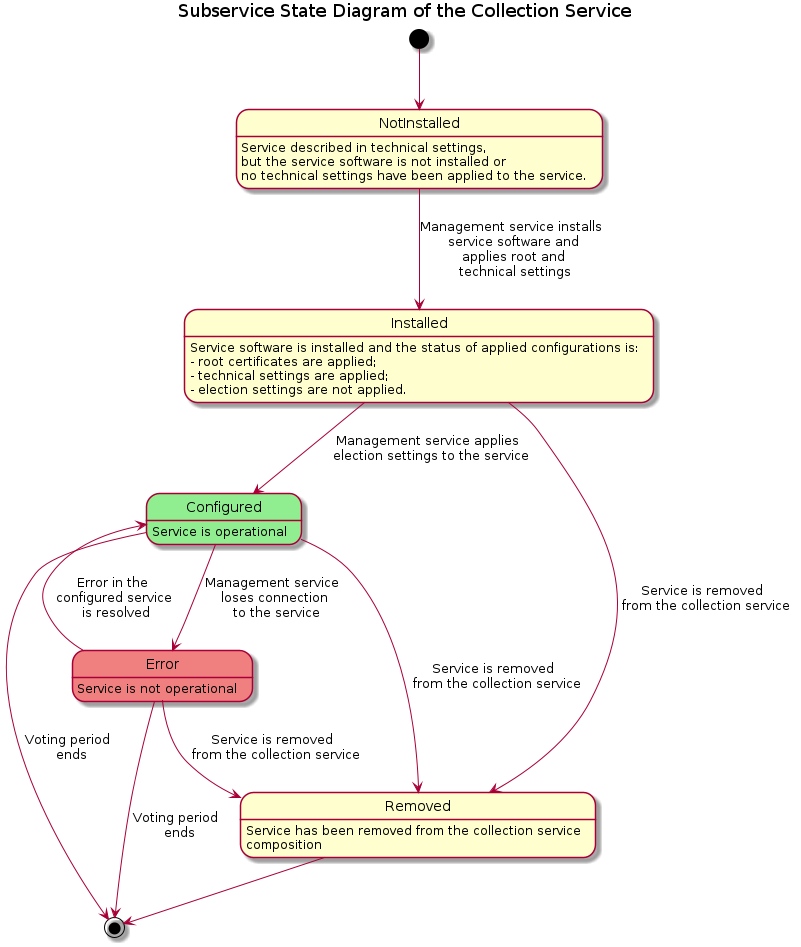 Subservice State Diagram of the Collection Service
NotInstalled
Service described in technical settings,
but the service software is not installed or
no technical settings have been applied to the service.
Management service installs
service software and
applies root and
technical settings
Installed
Service software is installed and the status of applied configurations is:
- root certificates are applied;
- technical settings are applied;
- election settings are not applied.
Management service applies
election settings to the service
Configured
Service is operational
Error in the
configured service
is resolved
Management service
loses connection
to the service
Service is removed
from the collection service
Error
Service is not operational
Service is removed
from the collection service
Voting period
ends
Service is removed
from the collection service
Removed
Service has been removed from the collection service
composition
Voting period
ends